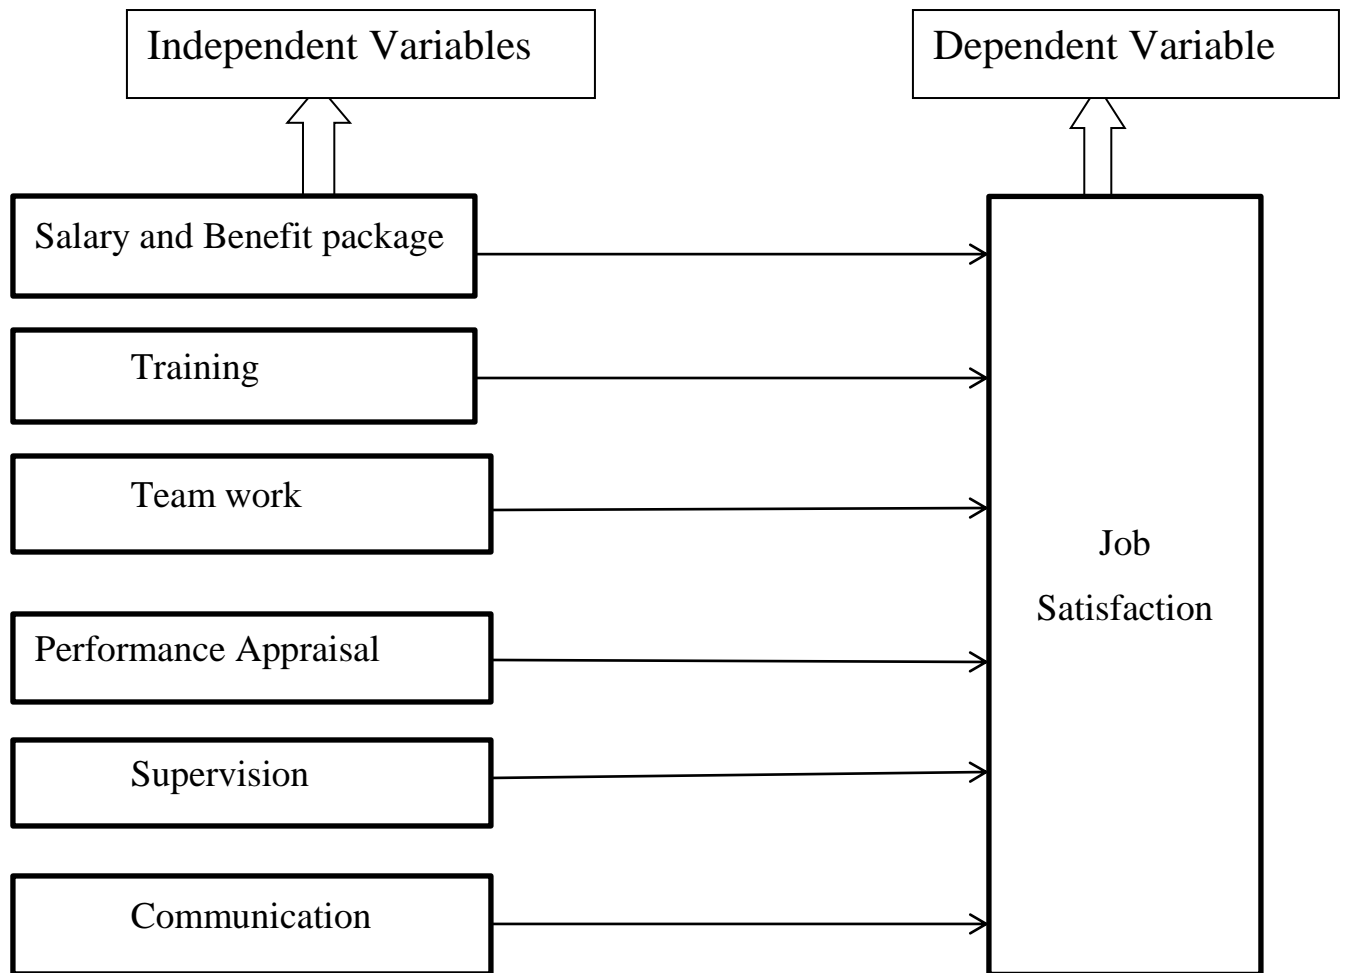 Independent Variables
Dependent Variable
Salary and Benefit package
Training
Team work
Performance Appraisal
Supervision
Communication
Job
Satisfaction